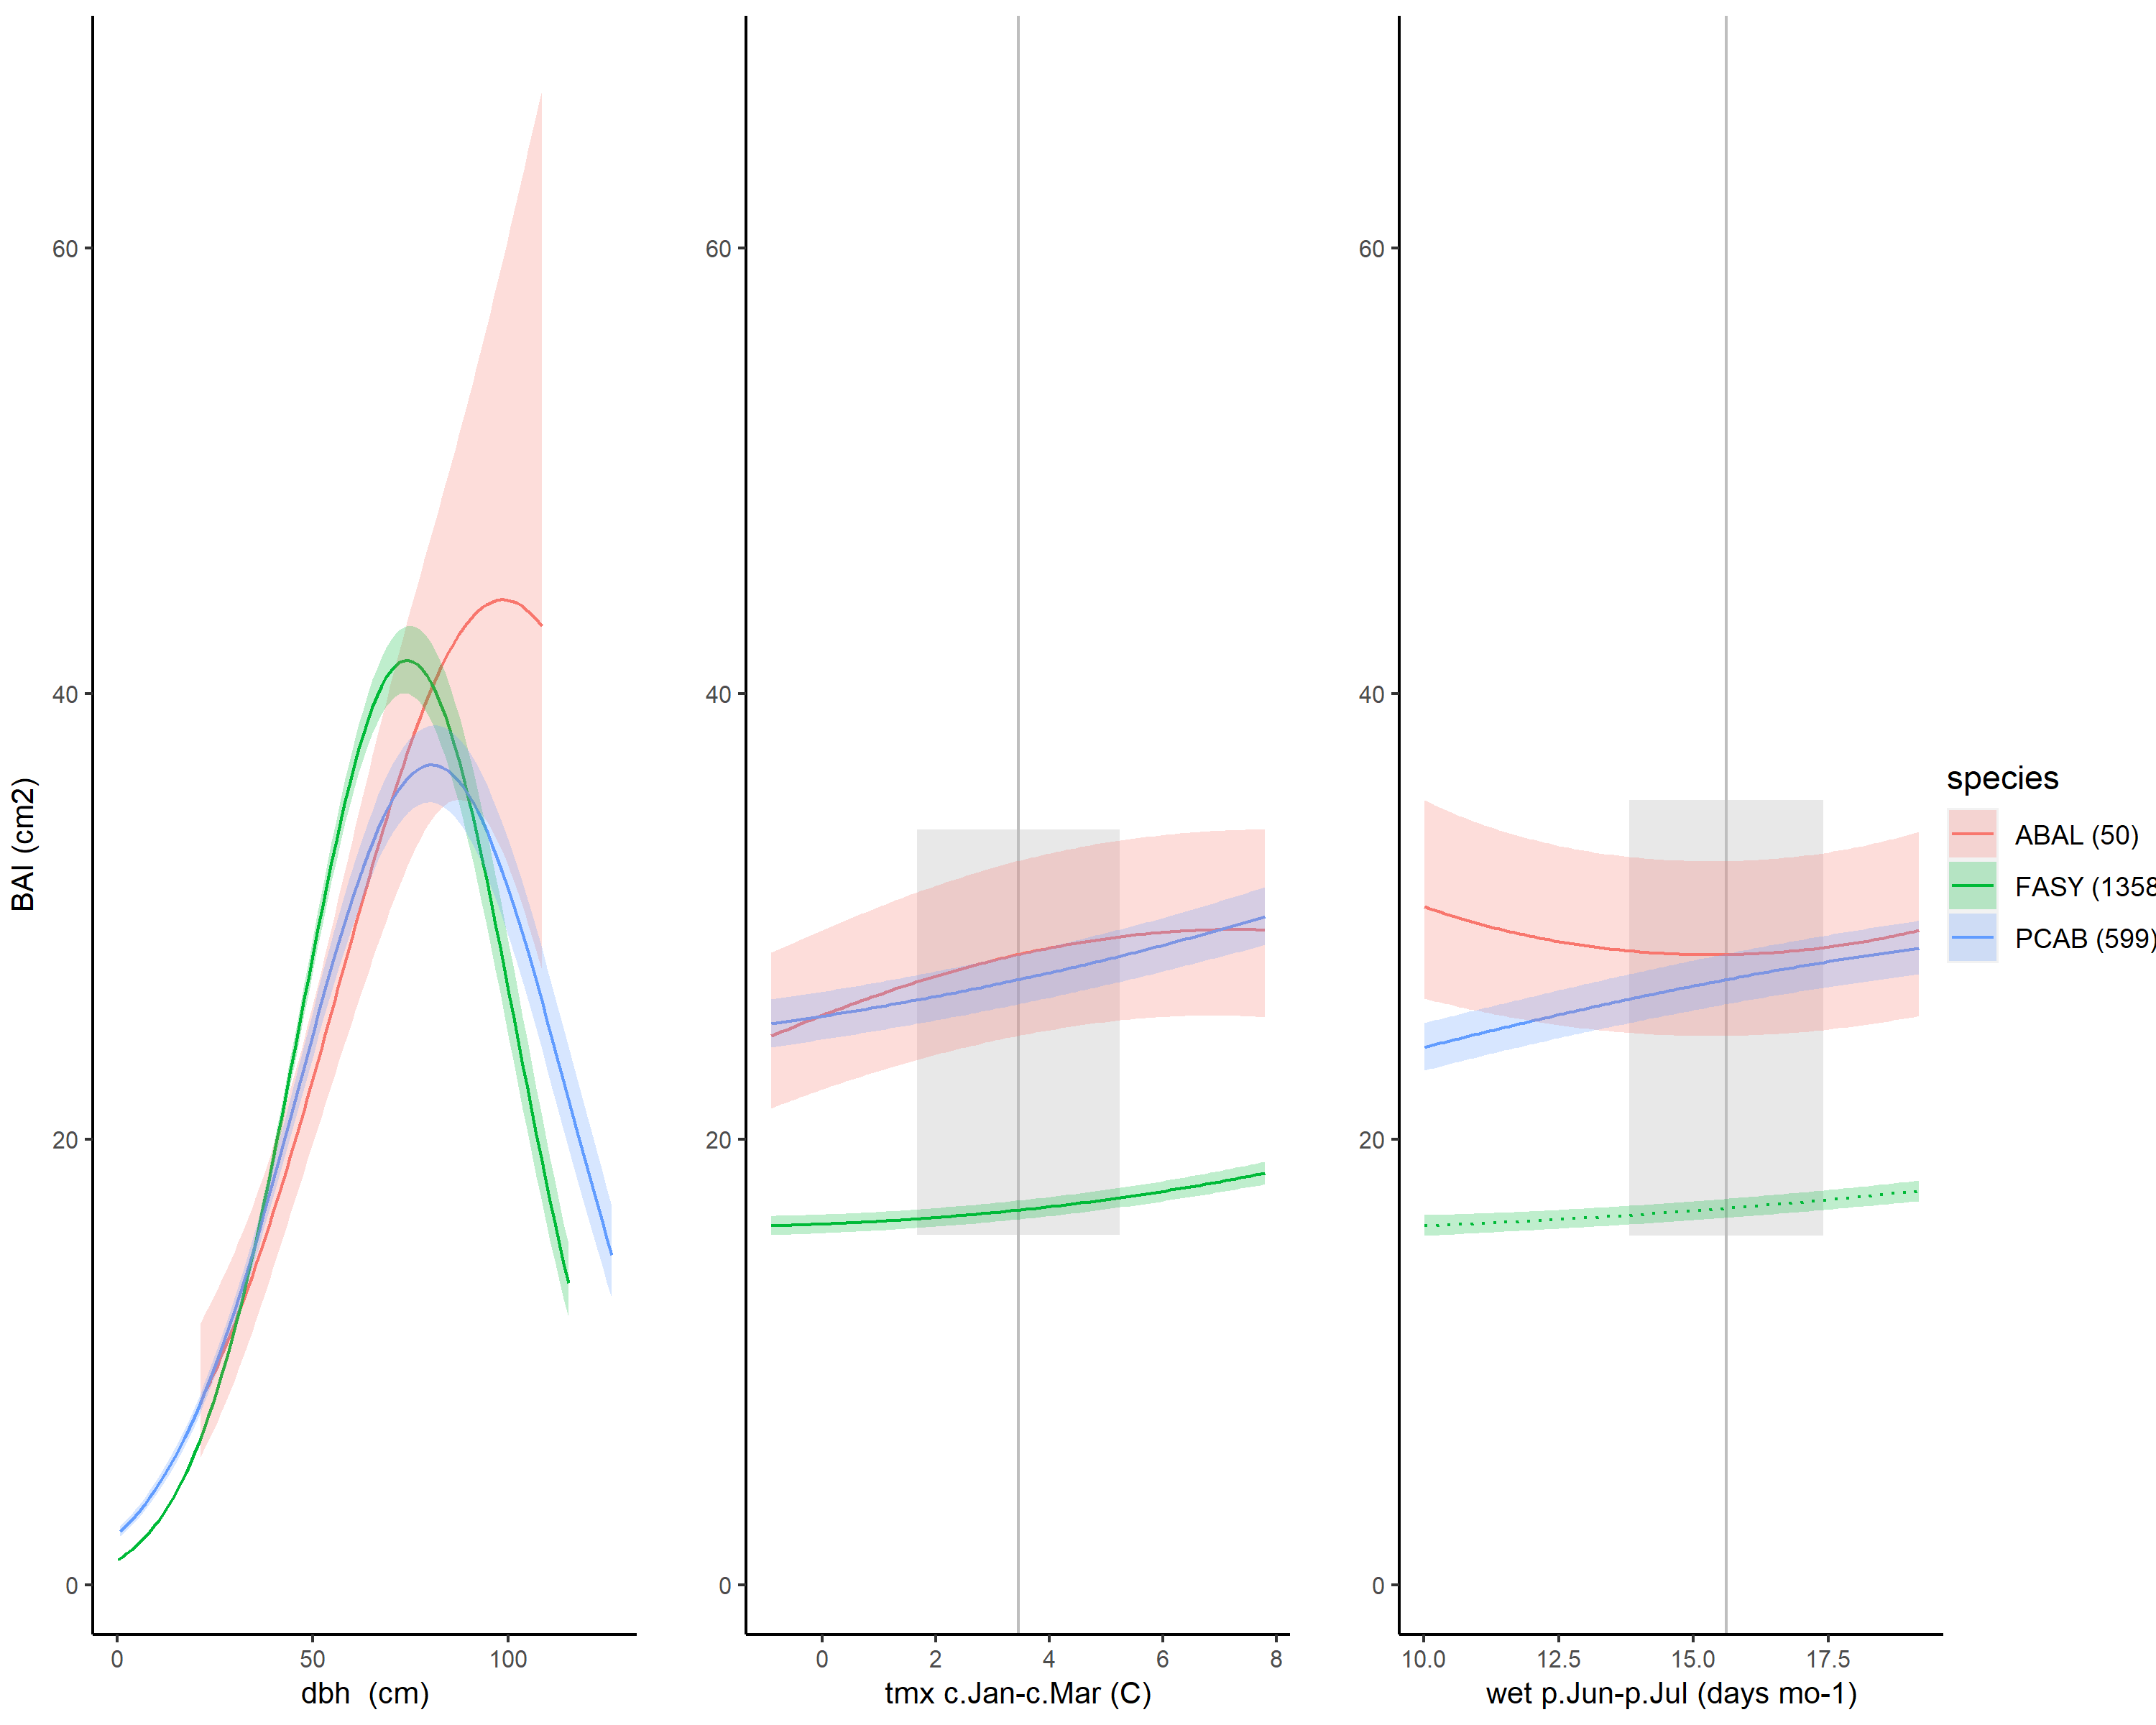 BAI (cm2)
60
40
20
0
0 50 100
dbh  (cm)
60
40
20
0
0 2 4 6 8
tmx c.Jan-c.Mar (C)
60
40
20
0
10.0 12.5 15.0 17.5
wet p.Jun-p.Jul (days mo-1)
species
ABAL (50)
FASY (1358
PCAB (599)